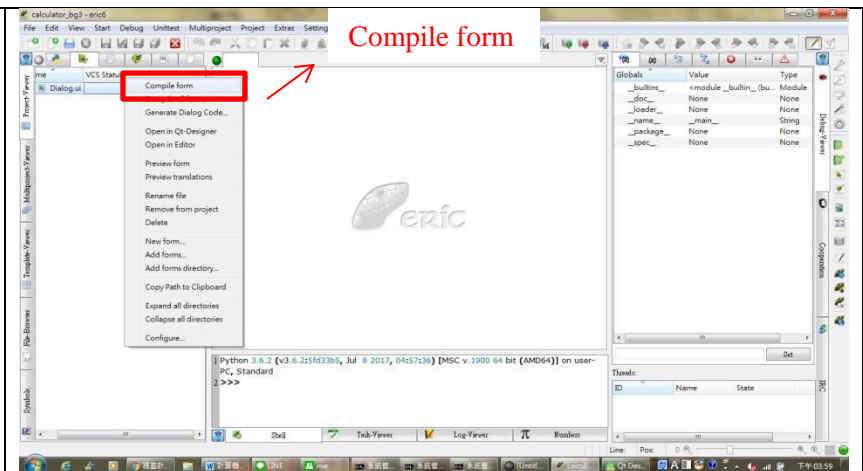 calculator_bg3 - eric6
File Edit View Start Debug Unittest Multiproject Project Extras Setting
Compile form
me VCS Status
Dialog.ui
Compile form
Generate Dialog Code...
Open in Qt-Designer
Open in Editor
Preview form
Preview translations
Rename file
Remove from project
Delete
New form...
Add forms...
Add forms directory...
Copy Path to Clipboard
Expand all directories
Collapse all directories
Configure...
Project-Viewer
Multiproject-Viewer
Template-Viewer
File-Browser
Symbols
eric
Globals Value Type
__builtins__ <module __builtin__ (bu... Module
__doc__ None None
__loader__ None None
__name__ __main__ String
__package__ None None
__spec__ None None
Debug-Viewer
Cooperation
IRC
Set
Threads:
ID Name State
1 Python 3.6.2 (v3.6.2:5fd33b5, Jul 8 2017, 04:57:36) [MSC v.1900 64 bit (AMD64)] on user-
PC, Standard
2 >>>
Shell Task-Viewer Log-Viewer Numbers
Line: Pos: 0
LINE me Qt Des... 下午 03:59